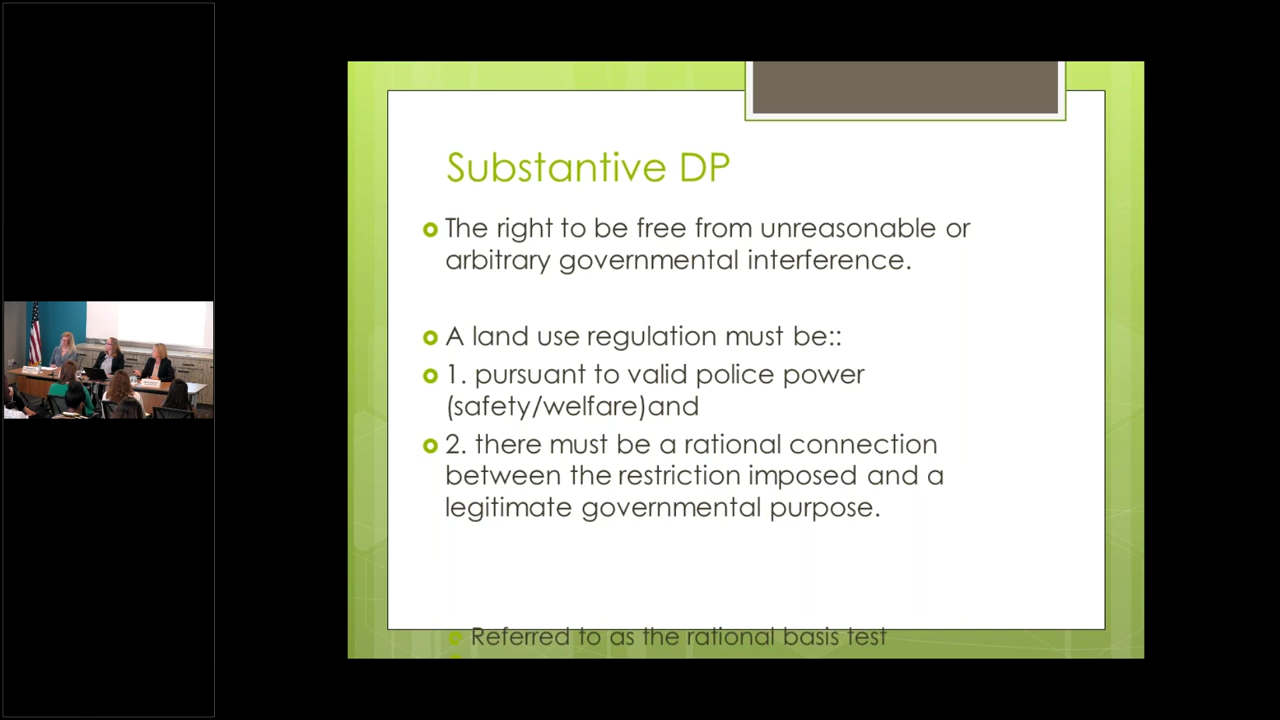 Substantive DP
The right to be free from unreasonable or
arbitrary governmental interference.
A land use regulation must be::
1. pursuant to valid police power
(safety/welfare)and
2. there must be a rational connection
between the restriction imposed and a
legitimate governmental purpose.
Referred to as the rational basis test